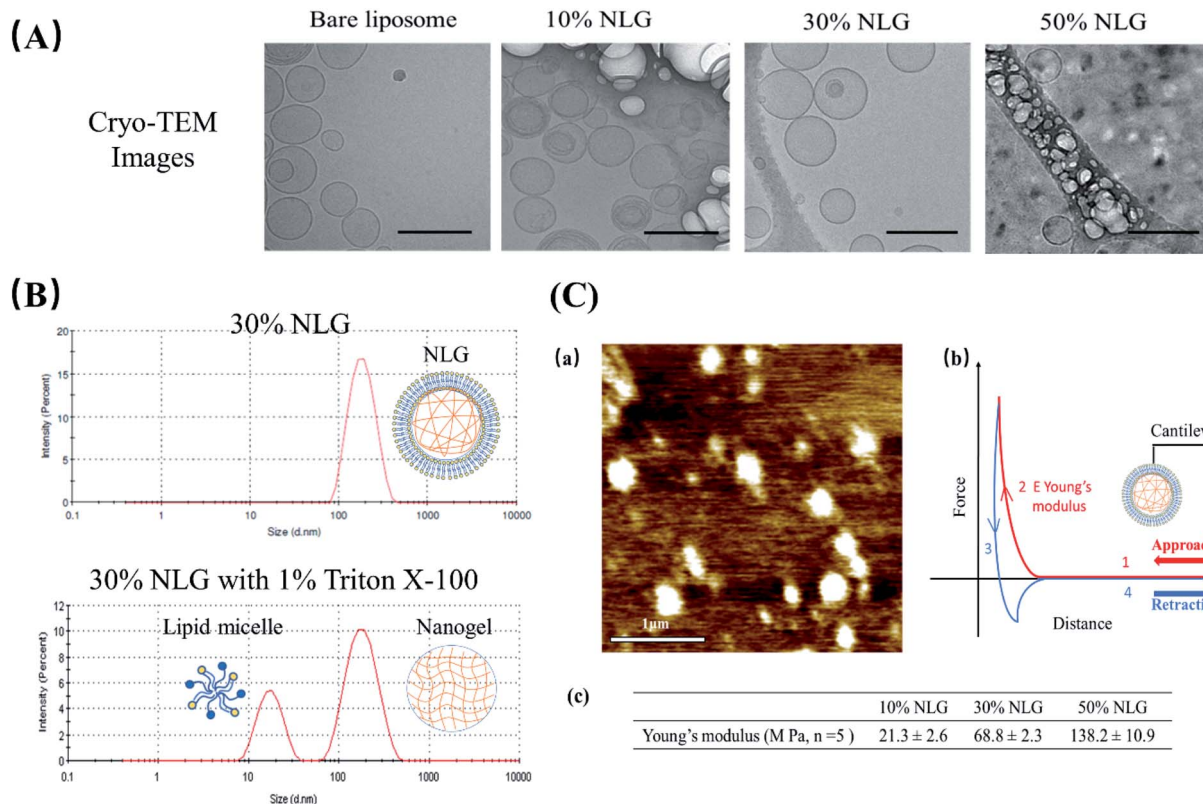 (A)
Bare liposome
10% NLG
30% NLG
50% NLG
Cryo-TEM
Images
(B)
30% NLG
NLG
Intensity (Percent)
20
15
10
5
0
0.1
1
10
100
1000
10000
Size (d.nm)
30% NLG with 1% Triton X-100
Lipid micelle
Nanogel
Intensity (Percent)
12
10
8
6
4
2
0
0.1
1
10
100
1000
10000
Size (d.nm)
(C)
(a)
1μm
(b)
Force
Cantilev
2 E Young's
modulus
3
1
Approac
4
Retracti
Distance
(c)
10% NLG 30% NLG 50% NLG
Young's modulus (M Pa, n =5 ) 21.3 ± 2.6 68.8 ± 2.3 138.2 ± 10.9